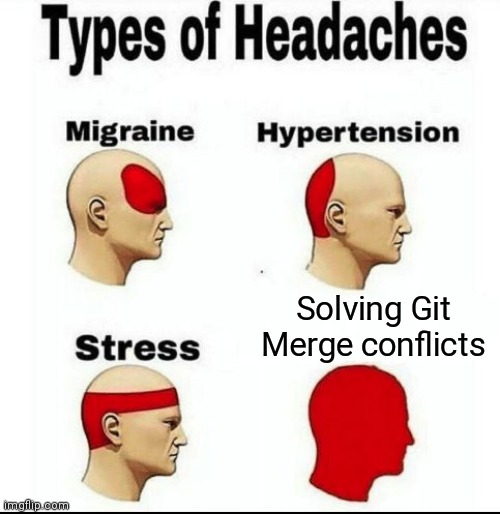 Types of Headaches
Migraine
Hypertension
Stress
Solving Git
Merge conflicts
imgflip.com